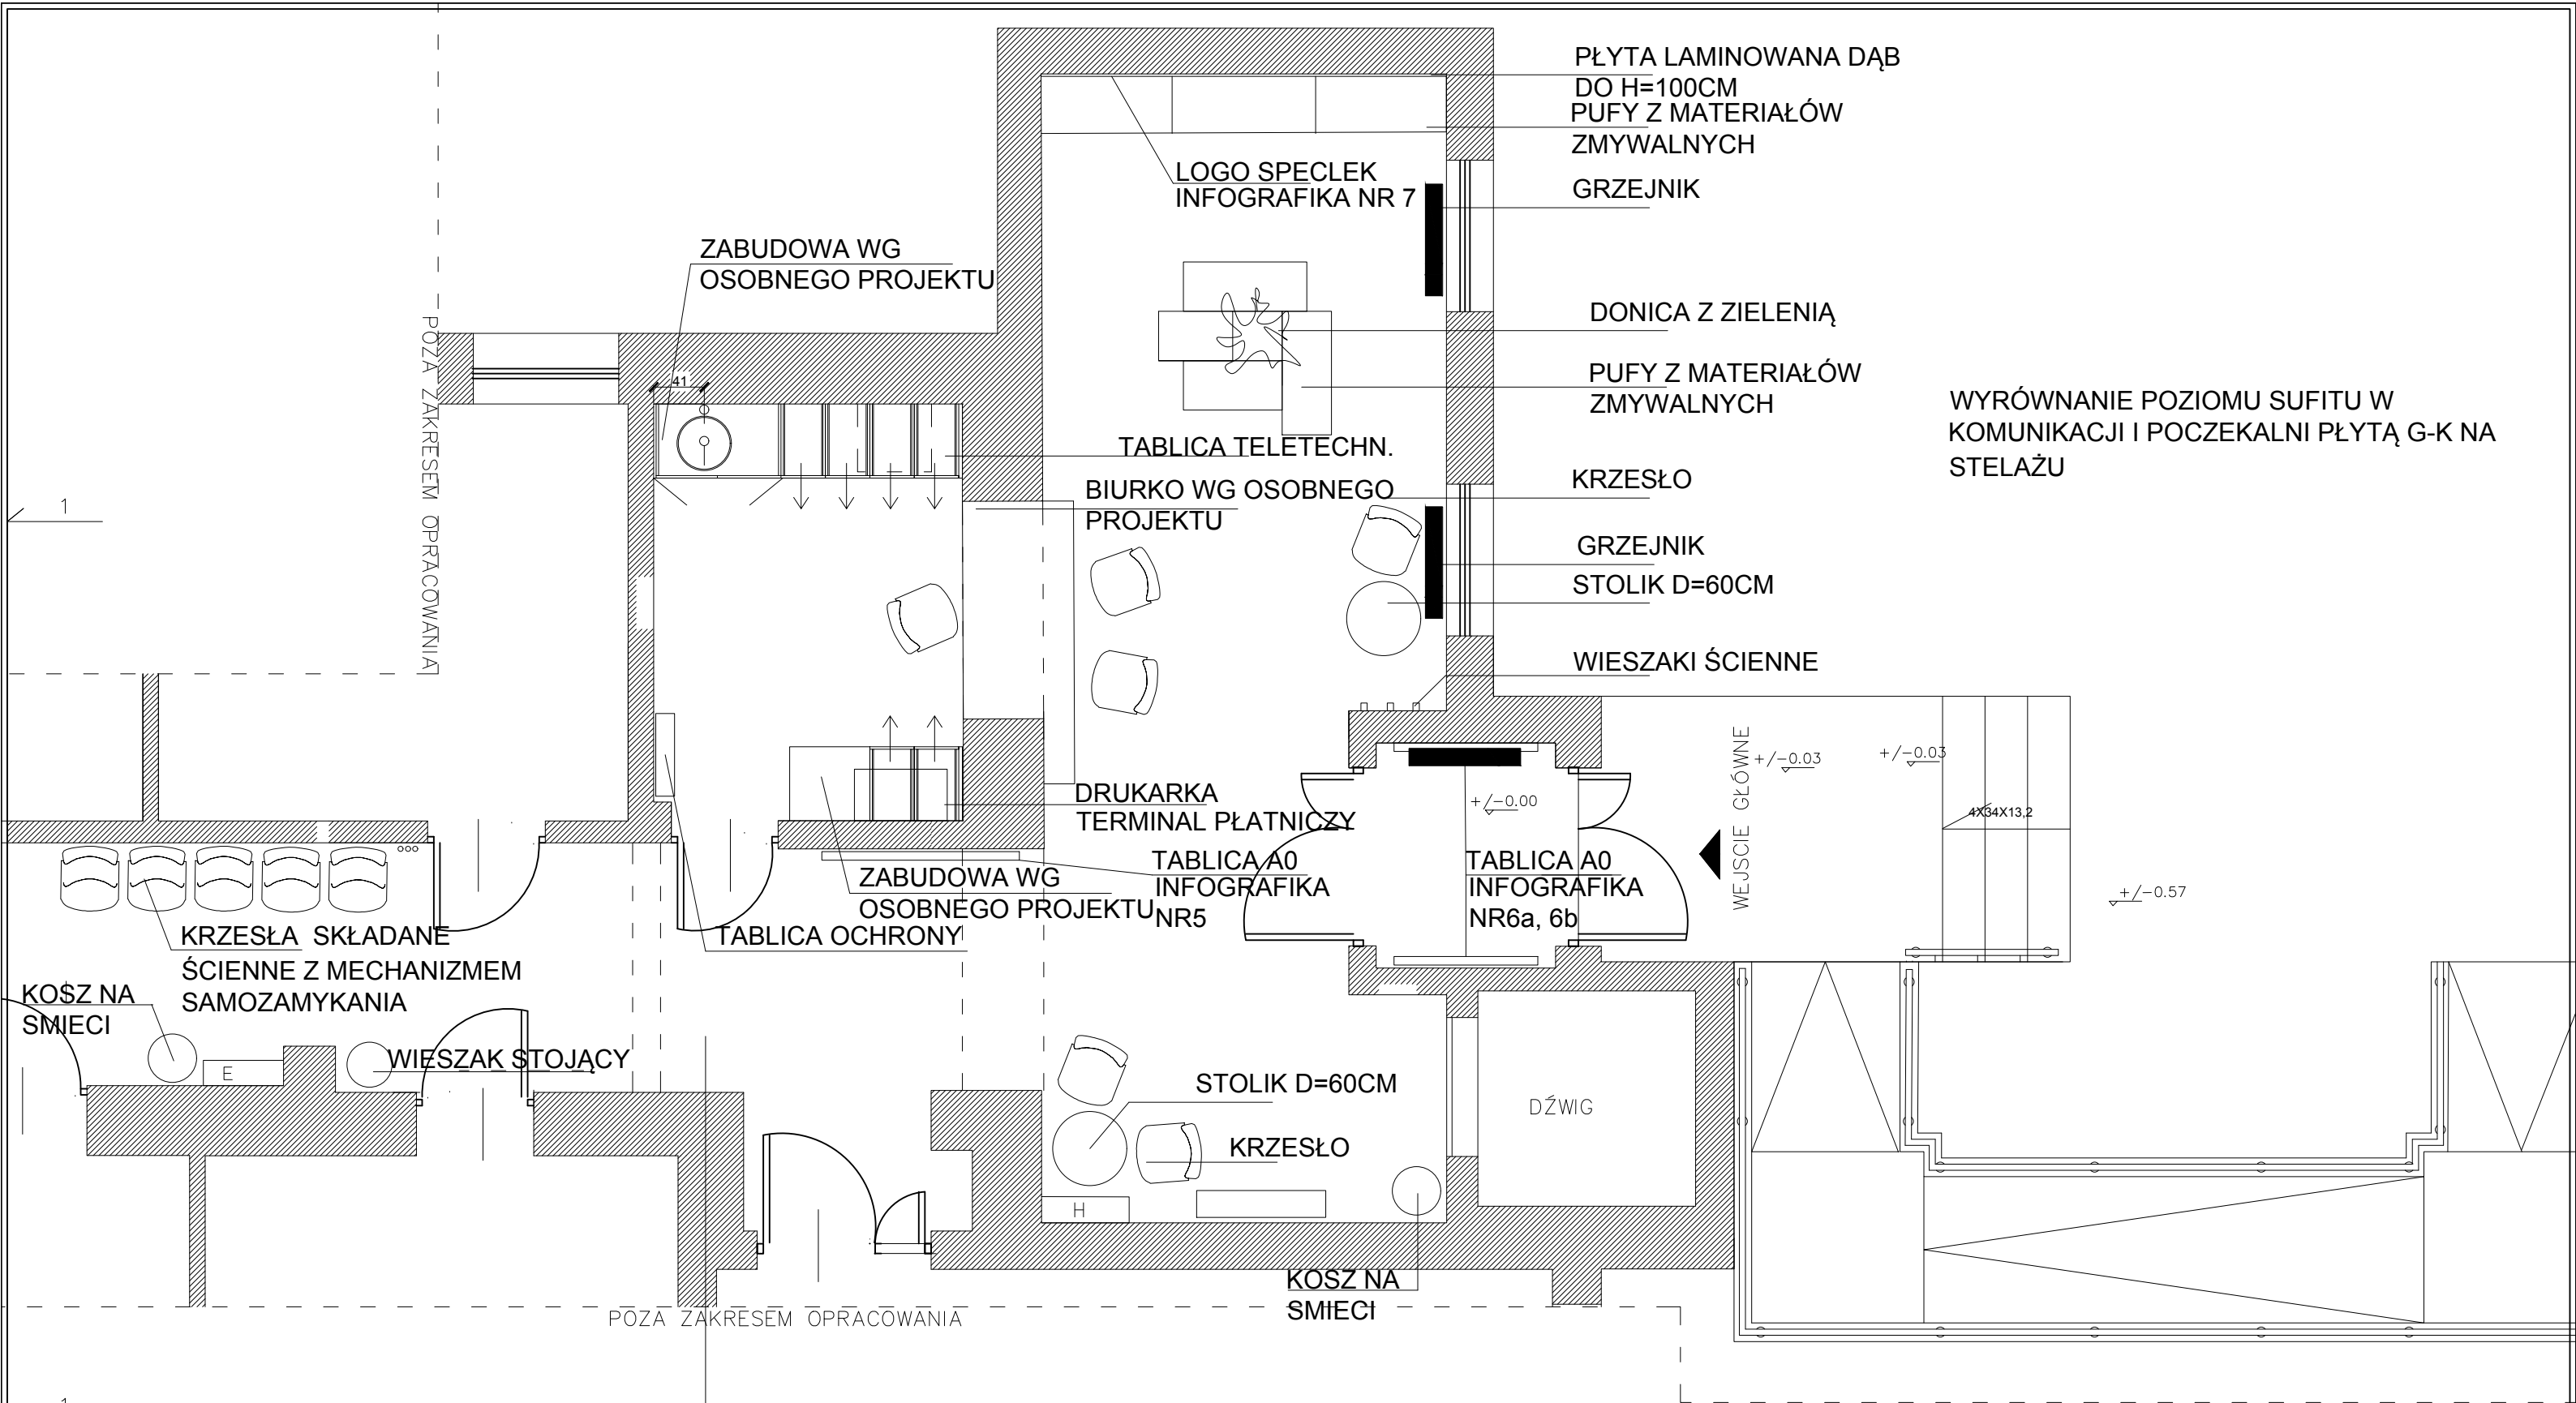 PŁYTA LAMINOWANA DĄB
DO H=100CM
PUFY Z MATERIAŁÓW
ZMYWALNYCH
LOGO SPECLEK
INFOGRAFIKA NR 7
GRZEJNIK
ZABUDOWA WG
OSOBNEGO PROJEKTU
DONICA Z ZIELENIĄ
POZA ZAKRESEM OPRACOWANIA
41
PUFY Z MATERIAŁÓW
ZMYWALNYCH
WYRÓWNANIE POZIOMU SUFITU W
KOMUNIKACJI I POCZEKALNI PŁYTĄ G-K NA
STELAŻU
TABLICA TELETECHN.
BIURKO WG OSOBNEGO
PROJEKTU
KRZESŁO
1
GRZEJNIK
STOLIK D=60CM
WIESZAKI ŚCIENNE
WEJSCIE GŁÓWNE
+/-0.03
+/-0.03
+/-0.00
4X34X13,2
+/-0.57
DRUKARKA
TERMINAL PŁATNICZY
TABLICA A0
INFOGRAFIKA
NR5
TABLICA A0
INFOGRAFIKA
NR6a, 6b
ZABUDOWA WG
OSOBNEGO PROJEKTU
TABLICA OCHRONY
KRZESŁA SKŁADANE
ŚCIENNE Z MECHANIZMEM
SAMOZAMYKANIA
KOSZ NA
SMIECI
E
WIESZAK STOJĄCY
STOLIK D=60CM
KRZESŁO
DŹWIG
H
KOSZ NA
SMIECI
POZA ZAKRESEM OPRACOWANIA
1